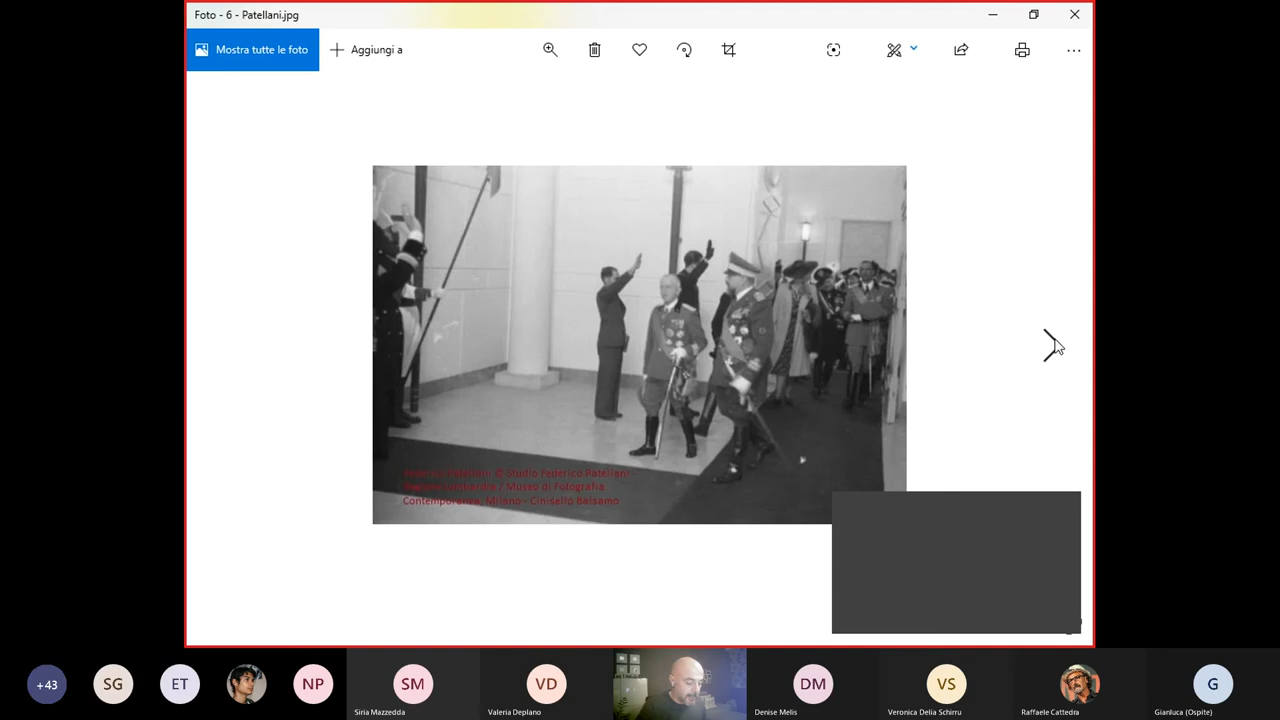 Foto - 6 - Patellani.jpg
Mostra tutte le foto
Aggiungi a
Federico Patellani © Studio Federico Patellani -
Regione Lombardia / Museo di Fotografia
Contemporanea, Milano - Cinisello Balsamo
+43
SG
ET
NP
SM
VD
DM
VS
G
Siria Mazzedda
Valeria Deplano
Denise Melis
Veronica Delia Schirru
Raffaele Cattedra
Gianluca (Ospite)